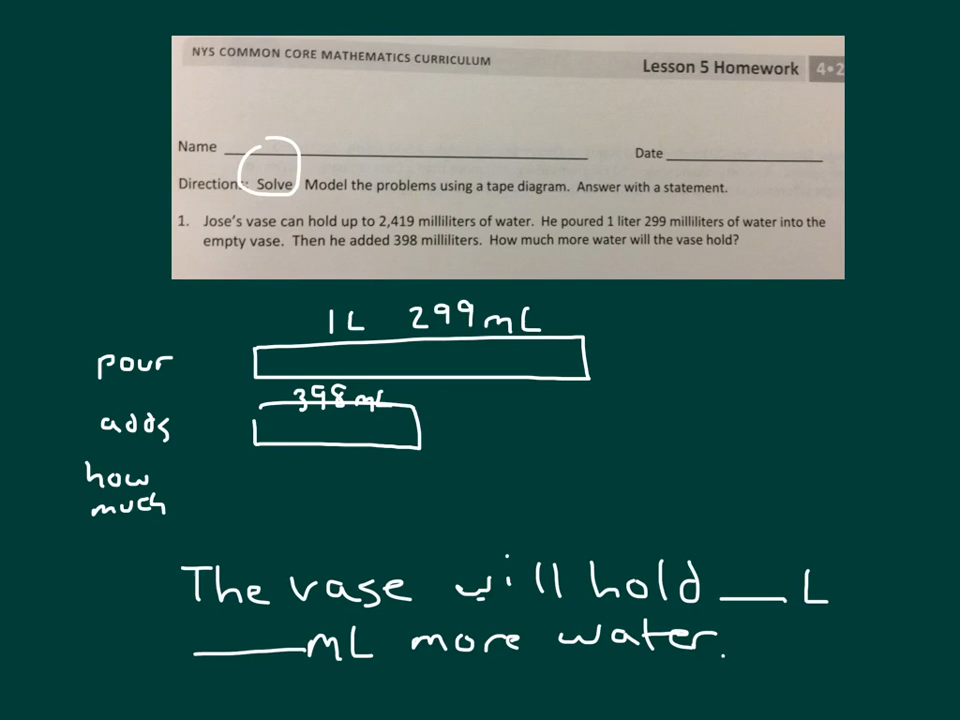 NYS COMMON CORE MATHEMATICS CURRICULUM
Lesson 5 Homework 4•2
Name
Date
Direction: Solve Model the problems using a tape diagram. Answer with a statement.
1. Jose's vase can hold up to 2,419 milliliters of water. He poured 1 liter 299 milliliters of water into the
empty vase. Then he added 398 milliliters. How much more water will the vase hold?
1L 299mL
pour
398mL
adds
how
much
The vase will hold ___ L
___mL more water.